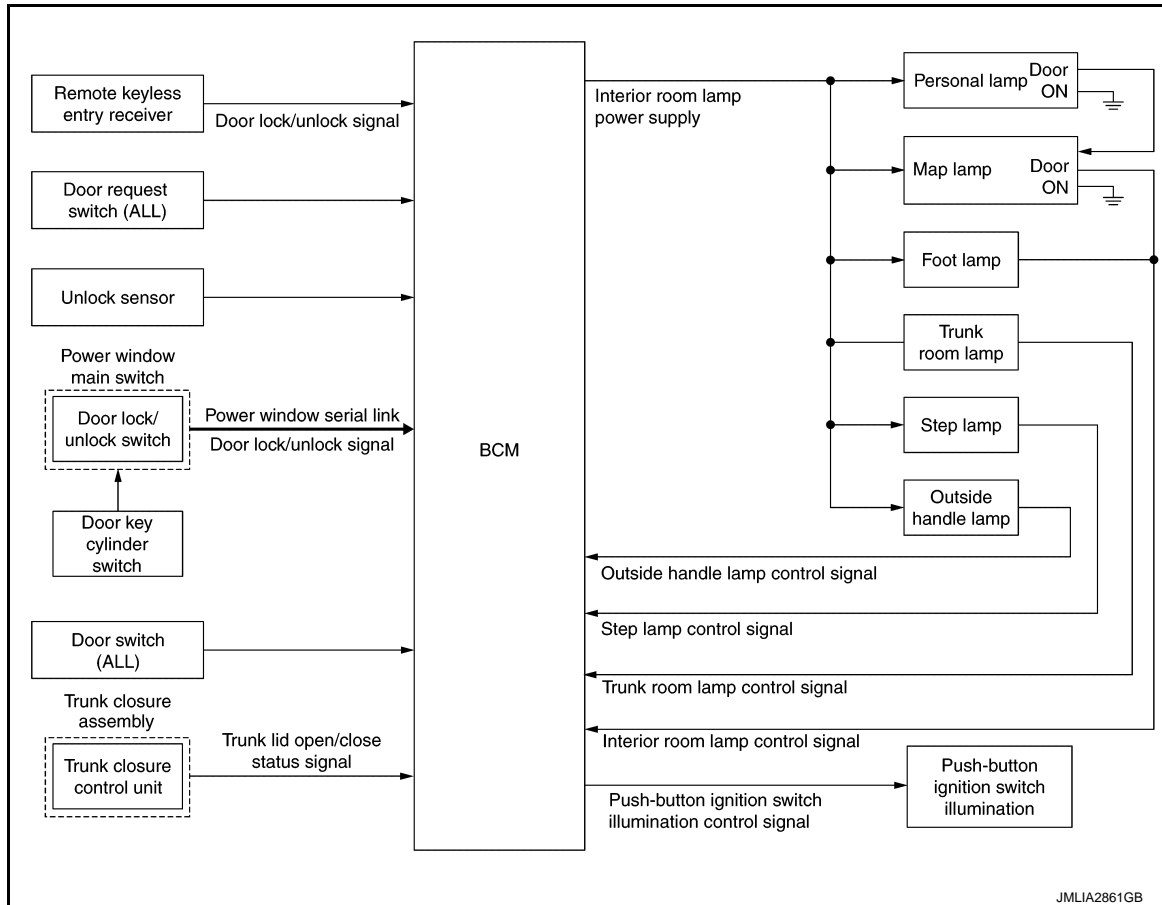 Remote keyless
entry receiver
Door lock/unlock signal
Door request
switch (ALL)
Unlock sensor
Power window
main switch
Door lock/
unlock switch
Power window serial link
Door lock/unlock signal
Door key
cylinder
switch
Door switch
(ALL)
Trunk closure
assembly
Trunk closure
control unit
Trunk lid open/close
status signal
BCM
Interior room lamp
power supply
Personal lamp
Door
ON
Map lamp
Door
ON
Foot lamp
Trunk
room lamp
Step lamp
Outside
handle lamp
Outside handle lamp control signal
Step lamp control signal
Trunk room lamp control signal
Interior room lamp control signal
Push-button ignition switch
illumination control signal
Push-button
ignition switch
illumination
JMLIA2861GB